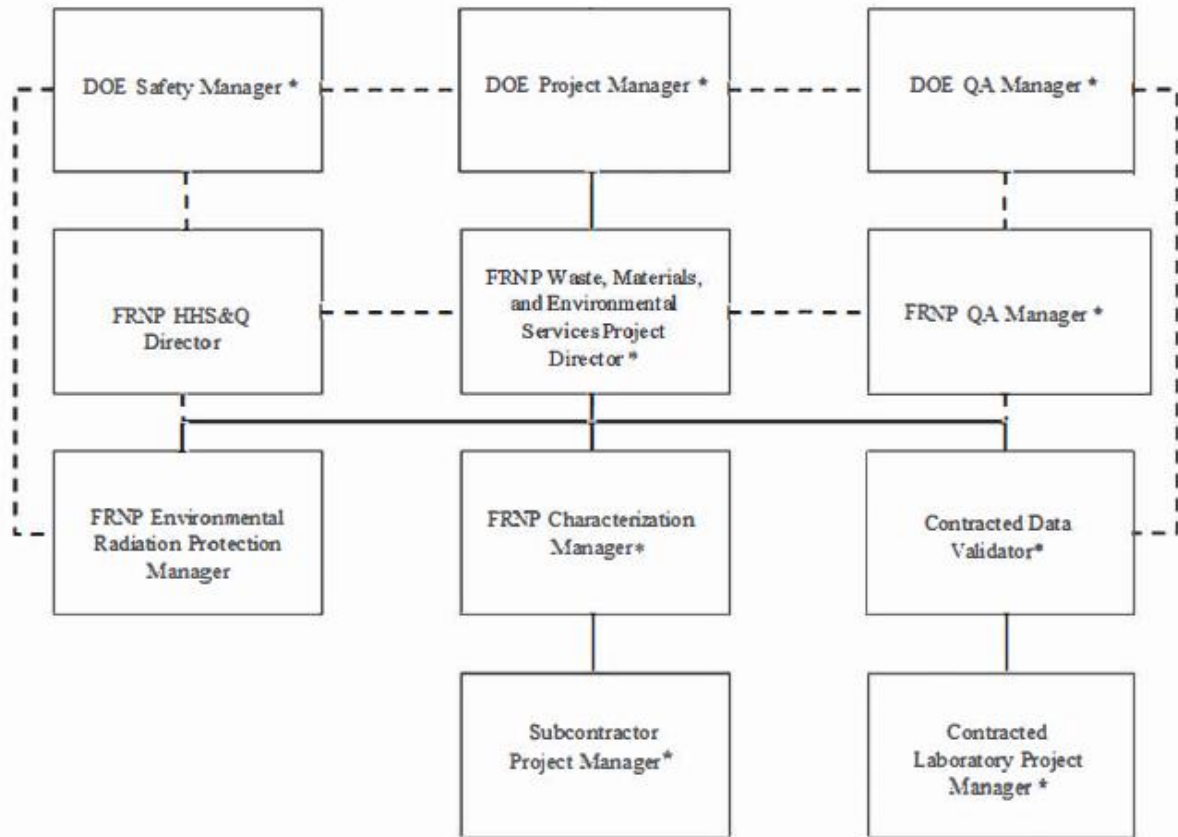 DOE Safety Manager *
DOE Project Manager *
DOE QA Manager *
FRNP HHS&Q
Director
FRNP Waste, Materials,
and Environmental
Services Project
Director *
FRNP QA Manager *
FRNP Environmental
Radiation Protection
Manager
FRNP Characterization
Manager*
Contracted Data
Validator*
Subcontractor
Project Manager*
Contracted
Laboratory Project
Manager *